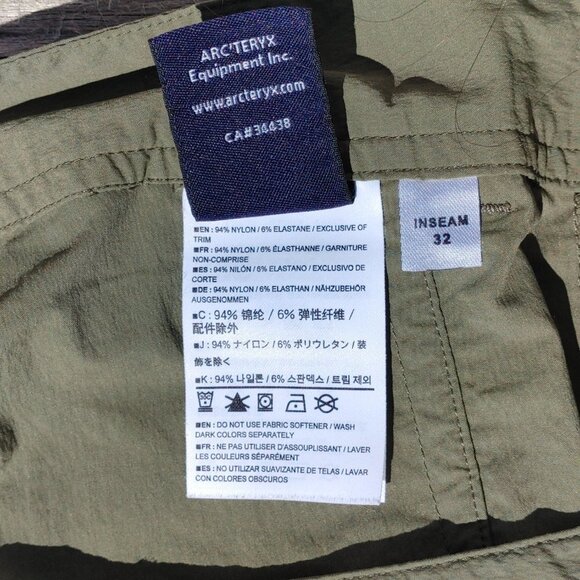 ARC'TERYX
Equipment Inc.
www.arcteryx.com
CA#34438
■EN: 94% NYLON / 6% ELASTANE / EXCLUSIVE OF
TRIM
■FR: 94% NYLON / 6% ÉLASTHANNE / GARNITURE
NON-COMPRISE
■ES: 94% NILÓN / 6% ELASTANO / EXCLUSIVO DE
CORTE
■DE: 94% NYLON / 6% ELASTHAN / NÄHZUBEHÖR
AUSGENOMMEN
■C: 94% 锦纶 / 6% 弹性纤维 /
配件除外
■J: 94% ナイロン / 6% ポリウレタン / 装
飾を除く
■K: 94% 나일론 / 6% 스판덱스 / 트림 제외
■EN: DO NOT USE FABRIC SOFTENER / WASH
DARK COLORS SEPARATELY
■FR: NE PAS UTILISER D'ASSOUPLISSANT / LAVER
LES COULEURS SÉPARÉMENT
■ES: NO UTILIZAR SUAVIZANTE DE TELAS / LAVAR
CON COLORES OBSCUROS
INSEAM
32